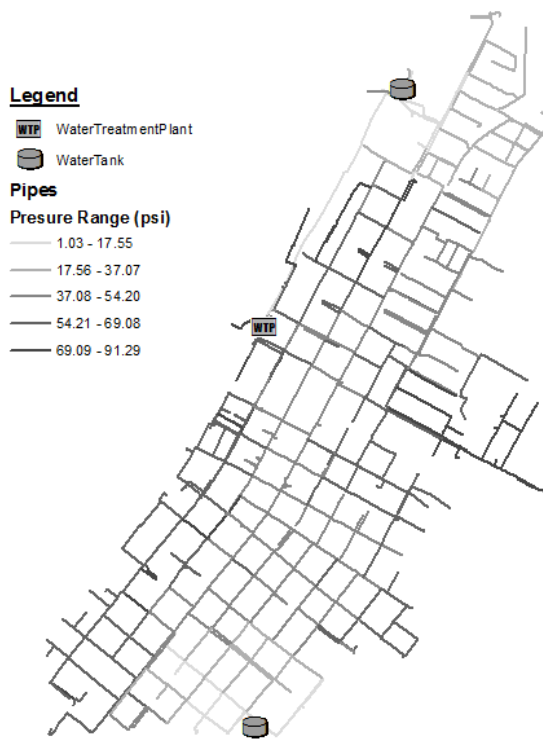 Legend
WTP WaterTreatmentPlant
WaterTank
Pipes
Presure Range (psi)
1.03 - 17.55
17.56 - 37.07
37.08 - 54.20
54.21 - 69.08
69.09 - 91.29
WTP